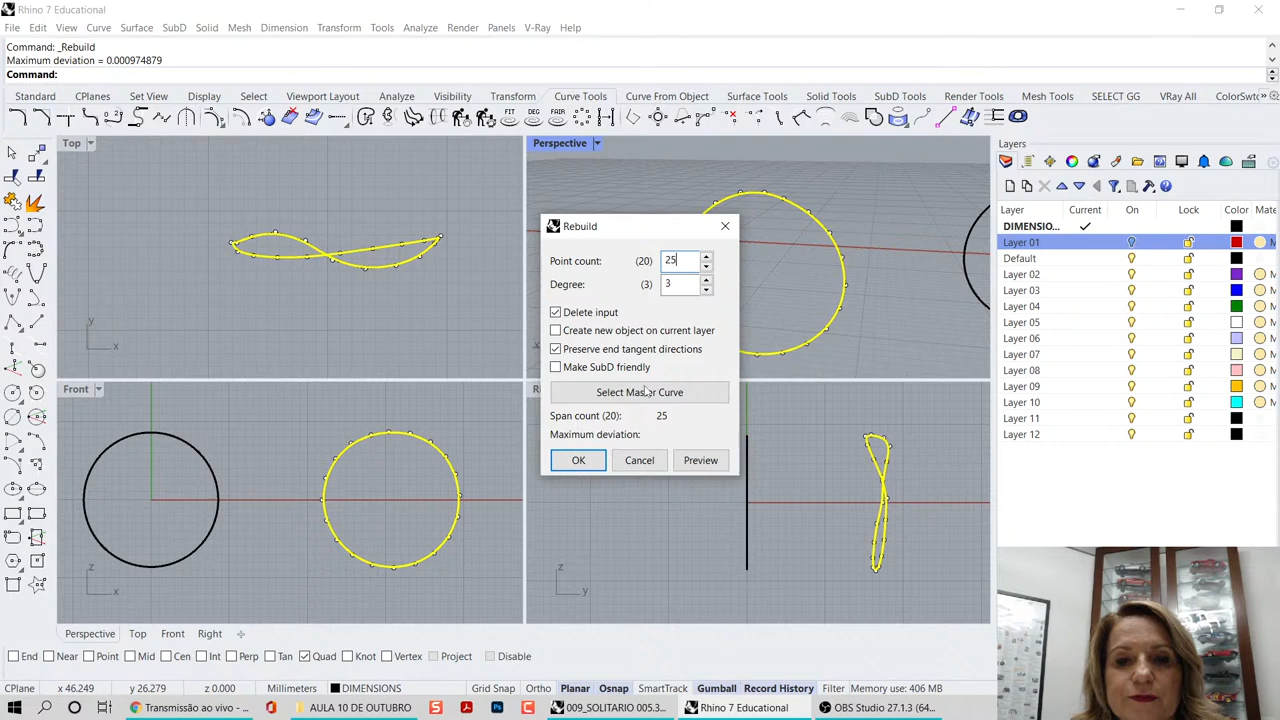 Rhino 7 Educational
File Edit View Curve Surface SubD Solid Mesh Dimension Transform Tools Analyze Render Panels V-Ray Help
Command: _Rebuild
Maximum deviation = 0.000974879
Command:
Standard CPlanes Set View Display Select Viewport Layout Visibility Transform Curve Tools Curve From Object Surface Tools Solid Tools SubD Tools Render Tools Mesh Tools SELECT GG VRay All
Top
Perspective
Layers
Layer Current On Lock Color
DIMENSIO...
Layer 01
Default
Layer 02
Layer 03
Layer 04
Layer 05
Layer 06
Layer 07
Layer 08
Layer 09
Layer 10
Layer 11
Layer 12
Rebuild
Point count: (20) 25
Degree: (3) 3
Delete input
Create new object on current layer
Preserve end tangent directions
Make SubD friendly
Select Master Curve
Span count (20): 25
Maximum deviation:
OK Cancel Preview
y
x
Front
z
x
z
y
Perspective Top Front Right
End Near Point Mid Cen Int Perp Tan Quad Knot Vertex Project Disable
CPlane x 46.249 y 26.279 z 0.000 Millimeters DIMENSIONS Grid Snap Ortho Planar Osnap SmartTrack Gumball Record History Filter Memory use: 406 MB
Transmissão ao vivo - ... AULA 10 DE OUTUBRO 009_SOLITARIO 005.3... Rhino 7 Educational OBS Studio 27.1.3 (64...